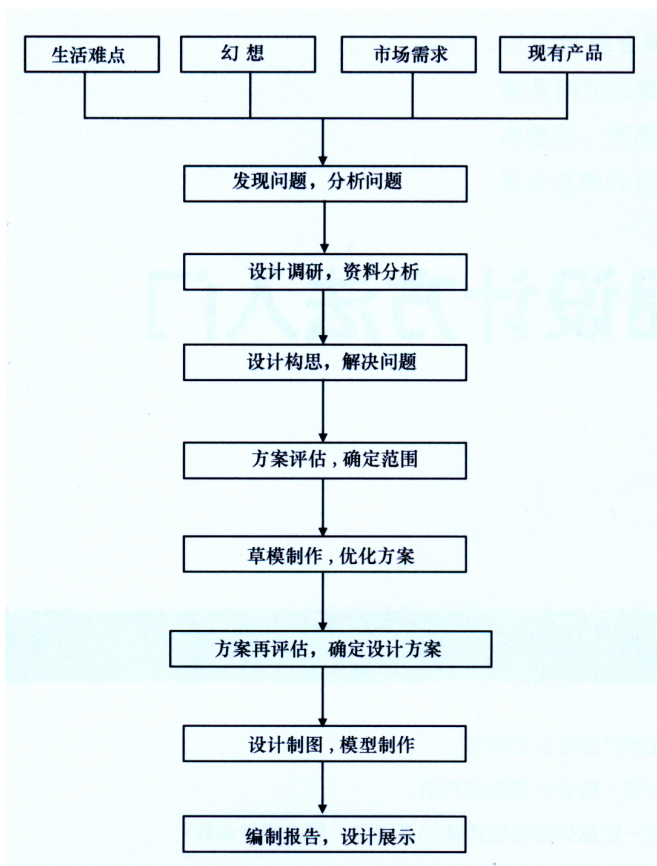 生活难点
幻想
市场需求
现有产品
发现问题，分析问题
设计调研，资料分析
设计构思，解决问题
方案评估，确定范围
草模制作，优化方案
方案再评估，确定设计方案
设计制图，模型制作
编制报告，设计展示